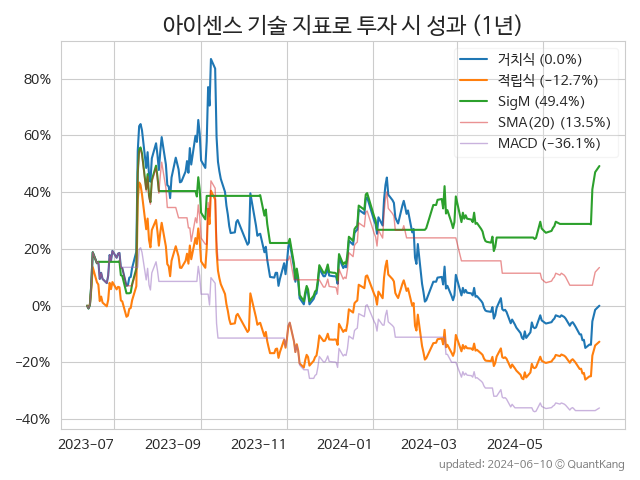 아이센스 기술 지표로 투자 시 성과 (1년)
거치식 (0.0%)
적립식 (−12.7%)
SigM (49.4%)
SMA(20) (13.5%)
MACD (−36.1%)
80%
60%
40%
20%
0%
−20%
−40%
2023-07 2023-09 2023-11 2024-01 2024-03 2024-05
updated: 2024-06-10 © QuantKang